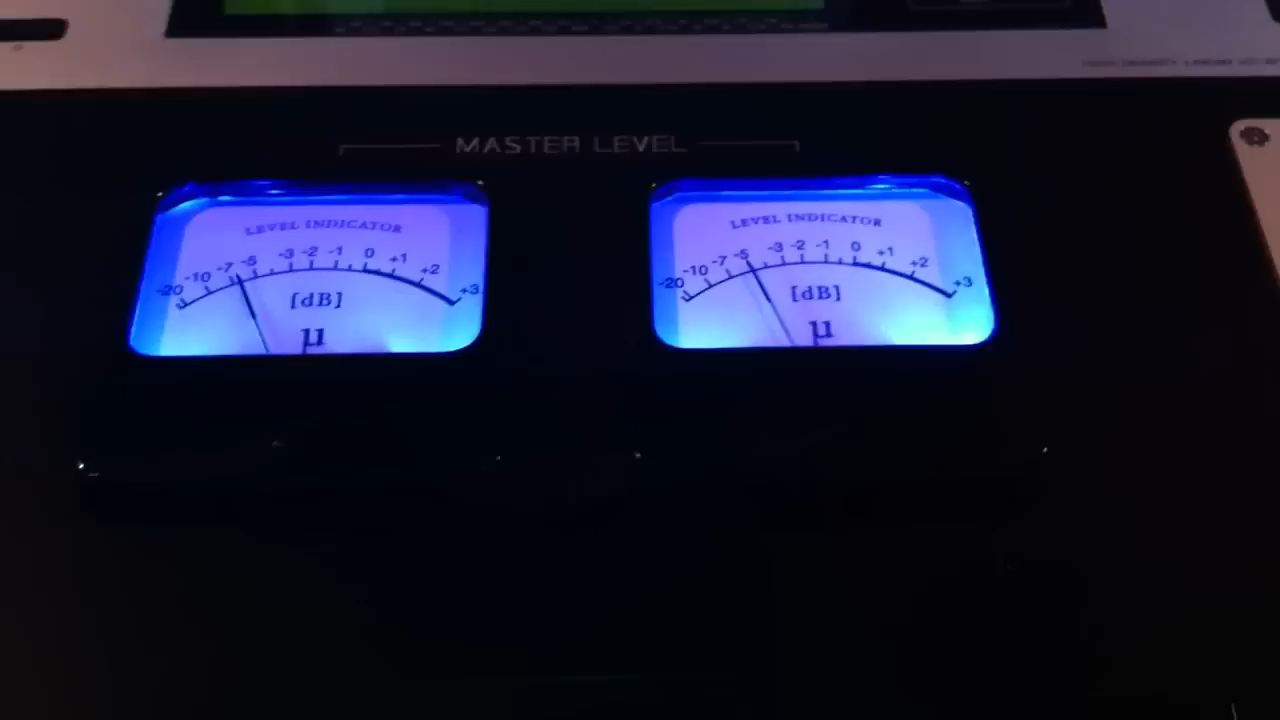 MASTER LEVEL
LEVEL INDICATOR
-20 -10 -7 -5 -3 -2 -1 0 +1 +2 +3
[dB]
μ
LEVEL INDICATOR
-20 -10 -7 -5 -3 -2 -1 0 +1 +2 +3
[dB]
μ